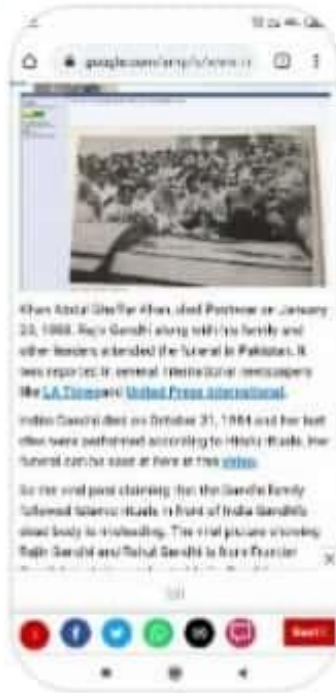 Khan Abdul Ghaffar Khan, died Peshawar on January
20, 1988. Rajiv Gandhi along with his family and
other leaders attended the funeral in Pakistan. It
was reported in several international newspapers
like LA Times and United Press International.
Indira Gandhi died on October 31, 1984 and her last
rites were performed according to Hindu rituals. Her
funeral can be seen at here at this video.
So the viral post claiming that the Gandhi family
followed Islamic rituals in front of Indira Gandhi's
dead body is misleading. The viral picture showing
Rajiv Gandhi and Rahul Gandhi is from Frontier
Next